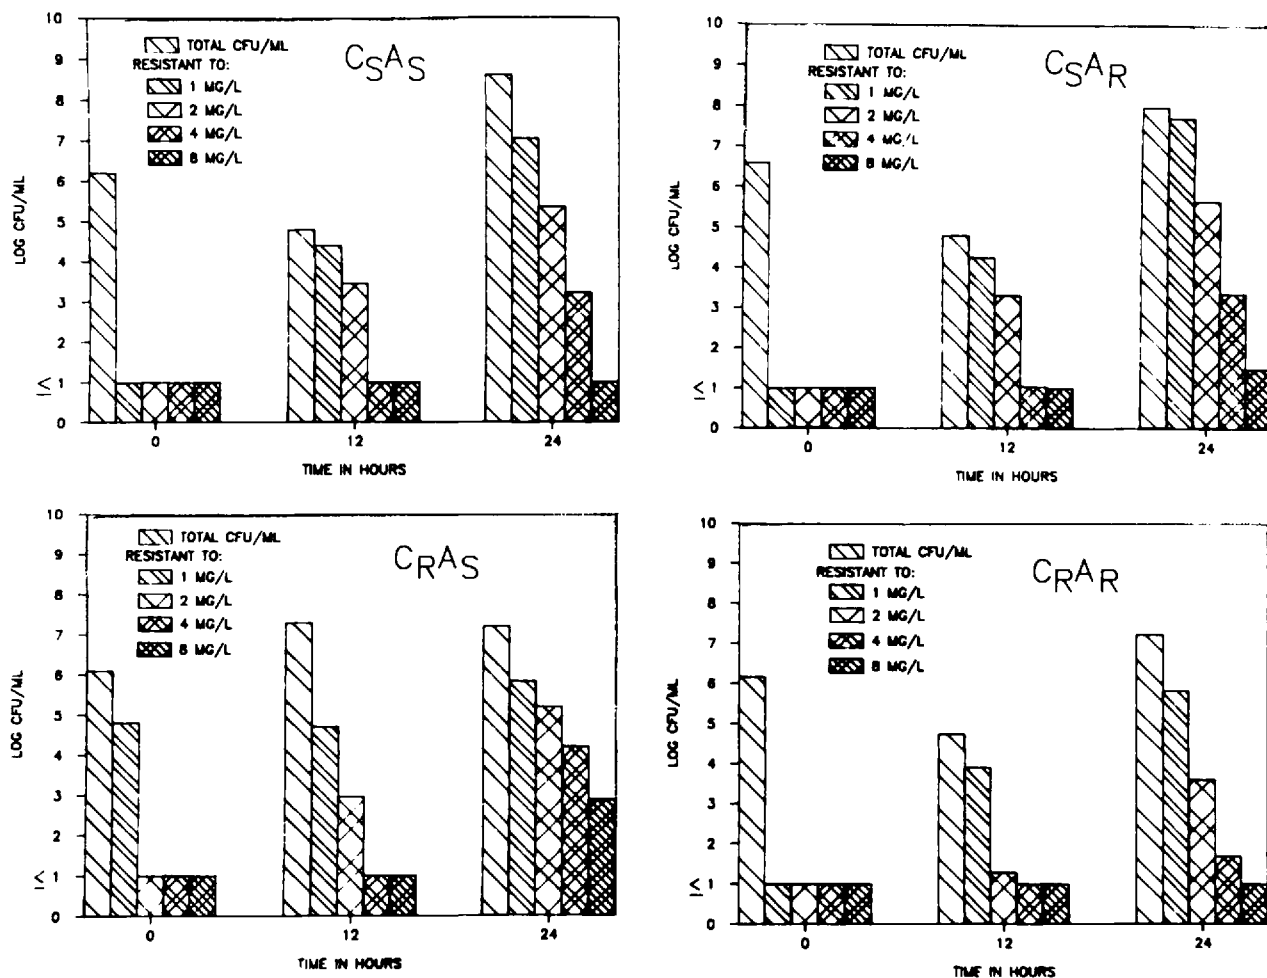 10
9
8
7
6
5
4
3
2
1
0
LOG CFU/ML
TOTAL CFU/ML
RESISTANT TO:
1 MG/L
2 MG/L
4 MG/L
8 MG/L
CSAS
0 12 24
TIME IN HOURS
10
9
8
7
6
5
4
3
2
1
0
LOG CFU/ML
TOTAL CFU/ML
RESISTANT TO:
1 MG/L
2 MG/L
4 MG/L
8 MG/L
CSAR
0 12 24
TIME IN HOURS
10
9
8
7
6
5
4
3
2
1
0
LOG CFU/ML
TOTAL CFU/ML
RESISTANT TO:
1 MG/L
2 MG/L
4 MG/L
8 MG/L
CRAS
0 12 24
TIME IN HOURS
10
9
8
7
6
5
4
3
2
1
0
LOG CFU/ML
TOTAL CFU/ML
RESISTANT TO:
1 MG/L
2 MG/L
4 MG/L
8 MG/L
CRAR
0 12 24
TIME IN HOURS